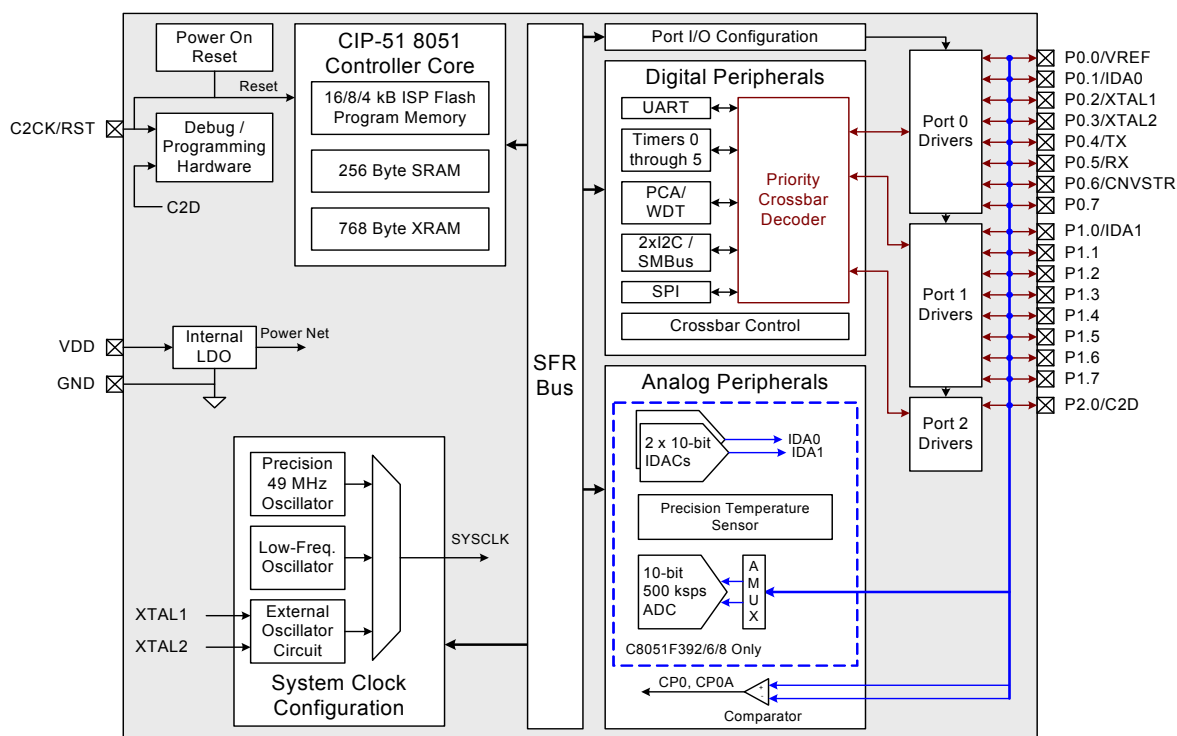 Power On
Reset
Reset
C2CK/RST
Debug /
Programming
Hardware
C2D
CIP-51 8051
Controller Core
16/8/4 kB ISP Flash
Program Memory
256 Byte SRAM
768 Byte XRAM
VDD
Internal
LDO
Power Net
GND
Precision
49 MHz
Oscillator
Low-Freq.
Oscillator
XTAL1
XTAL2
External
Oscillator
Circuit
SYSCLK
System Clock
Configuration
SFR
Bus
Port I/O Configuration
Digital Peripherals
UART
Timers 0
through 5
PCA/
WDT
2xI2C /
SMBus
SPI
Priority
Crossbar
Decoder
Crossbar Control
Analog Peripherals
2 x 10-bit
IDACs
IDA0
IDA1
Precision Temperature
Sensor
10-bit
500 ksps
ADC
A
M
U
X
C8051F392/6/8 Only
CP0, CP0A
+
-
Comparator
Port 0
Drivers
Port 1
Drivers
Port 2
Drivers
P0.0/VREF
P0.1/IDA0
P0.2/XTAL1
P0.3/XTAL2
P0.4/TX
P0.5/RX
P0.6/CNVSTR
P0.7
P1.0/IDA1
P1.1
P1.2
P1.3
P1.4
P1.5
P1.6
P1.7
P2.0/C2D